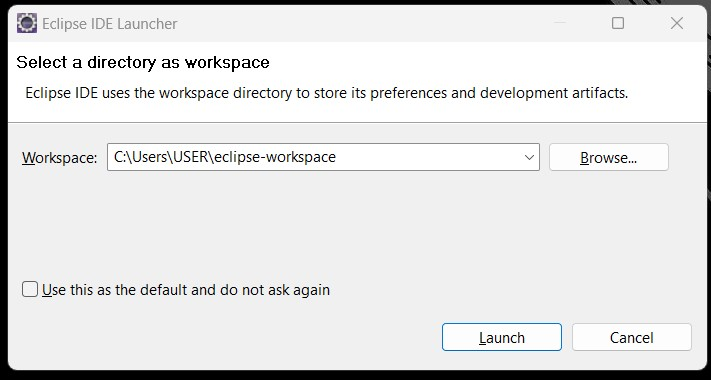 Eclipse IDE Launcher
Select a directory as workspace
Eclipse IDE uses the workspace directory to store its preferences and development artifacts.
Workspace: C:\Users\USER\eclipse-workspace Browse...
Use this as the default and do not ask again
Launch Cancel